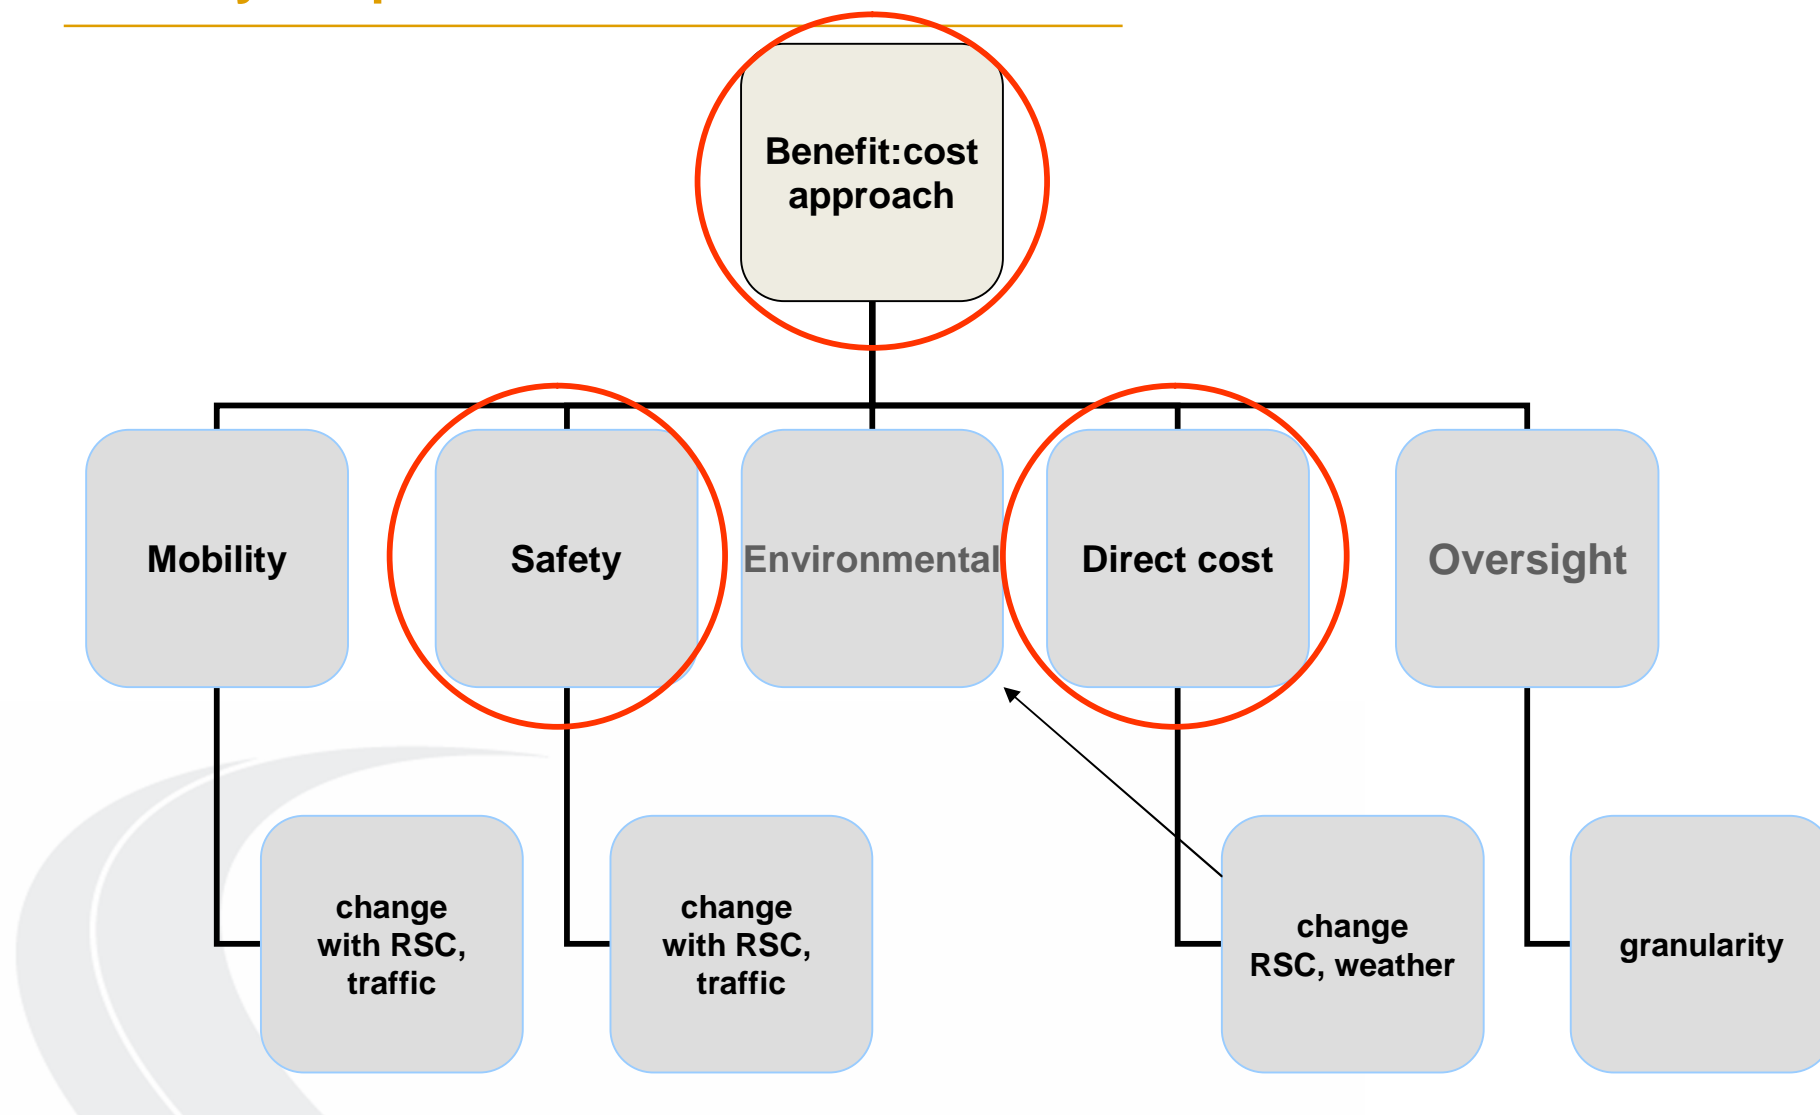 Benefit:cost
approach
Mobility
Safety
Environmental
Direct cost
Oversight
change
with RSC,
traffic
change
with RSC,
traffic
change
RSC, weather
granularity